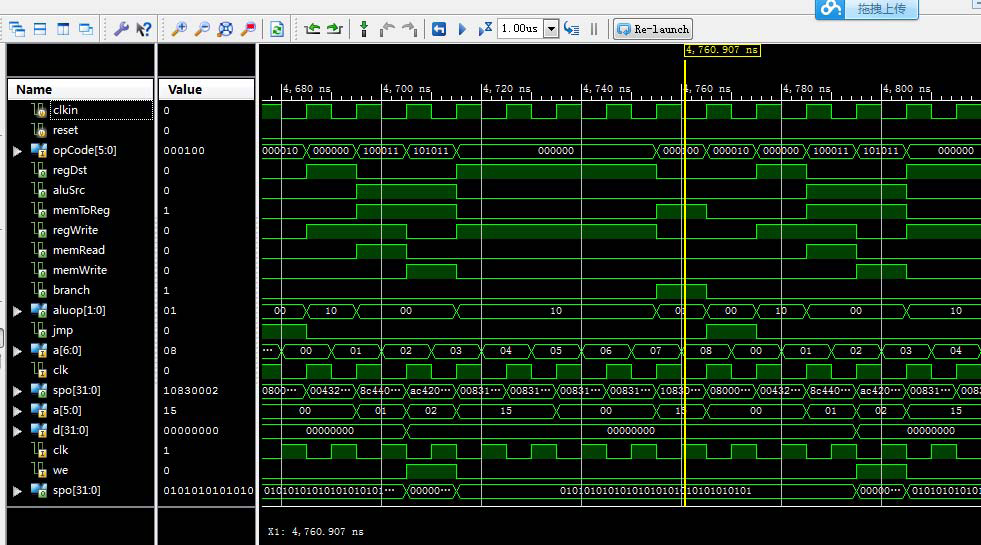 拖拽上传
1.00us
Re-launch
4,760.907 ns
Name Value
4,680 ns 4,700 ns 4,720 ns 4,740 ns 4,760 ns 4,780 ns 4,800 ns
clkin 0
reset 0
opCode[5:0] 000100 000010 000000 100011 101011 000000 000100 000010 000000 100011 101011 000000
regDst 0
aluSrc 0
memToReg 1
regWrite 0
memRead 0
memWrite 0
branch 1
aluop[1:0] 01 00 10 00 10 00 10 00 10
jmp 0
a[6:0] 08 ··· 00 01 02 03 04 05 06 07 08 00 01 02 03 04
clk 0
spo[31:0] 10830002 0800··· 00432··· 8c440··· ac420··· 00831··· 00831··· 00831··· 00831··· 10830··· 08000··· 00432··· 8c440··· ac420··· 00831···
a[5:0] 15 00 01 02 15 00 15 00 01 02 15
d[31:0] 00000000 00000000 00000000 00000000
clk 1
we 0
spo[31:0] 0101010101010 010101010101010101··· 00000··· 01010101010101010101010101010101 00000···
X1: 4,760.907 ns